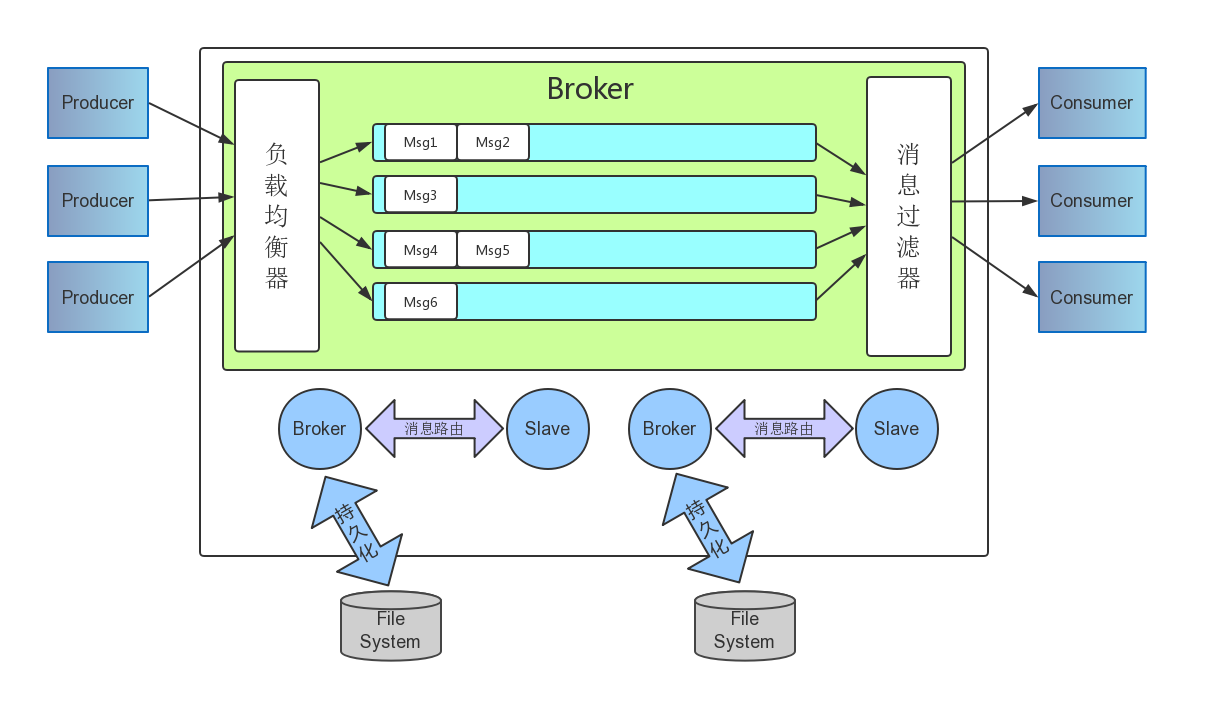 Broker
Producer
Producer
Producer
负载均衡器
Msg1
Msg2
Msg3
Msg4
Msg5
Msg6
消息过滤器
Consumer
Consumer
Consumer
Broker
消息路由
Slave
Broker
消息路由
Slave
持久化
持久化
File
System
File
System